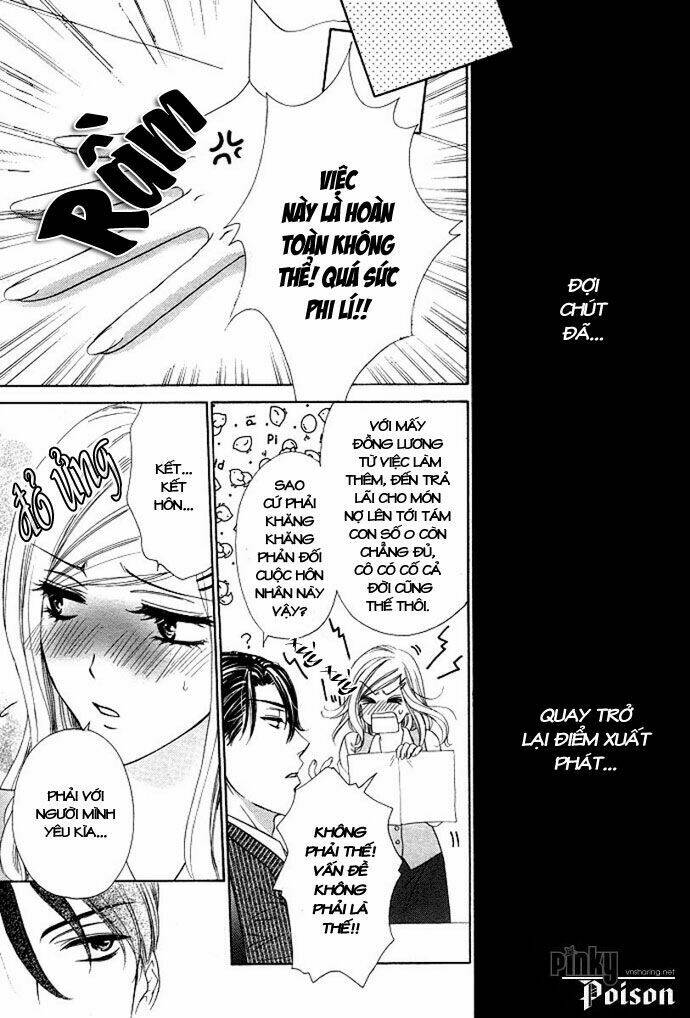 ĐỢI
CHÚT
ĐÃ...
QUAY TRỞ
LẠI ĐIỂM XUẤT
PHÁT...
Rầm
VIỆC
NÀY LÀ HOÀN
TOÀN KHÔNG
THỂ! QUÁ SỨC
PHI LÍ!!
VỚI MẤY
ĐỒNG LƯƠNG
TỪ VIỆC LÀM
THÊM, ĐẾN TRẢ
LÃI CHO MÓN
NỢ LÊN TỚI TÁM
CON SỐ 0 CÒN
CHẲNG ĐỦ,
CÔ CÓ CỐ CẢ
ĐỜI CŨNG
THẾ THÔI.
SAO
CỨ PHẢI
KHĂNG
KHĂNG
PHẢN ĐỐI
CUỘC HÔN
NHÂN NÀY
VẬY?
Pi
Pi
KHÔNG
PHẢI THẾ!
VẤN ĐỀ
KHÔNG
PHẢI LÀ
THẾ!!
KẾT...
KẾT
HÔN...
đỏ ửng
PHẢI VỚI
NGƯỜI MÌNH
YÊU KÌA...
pinky
vnsharing.net
Poison